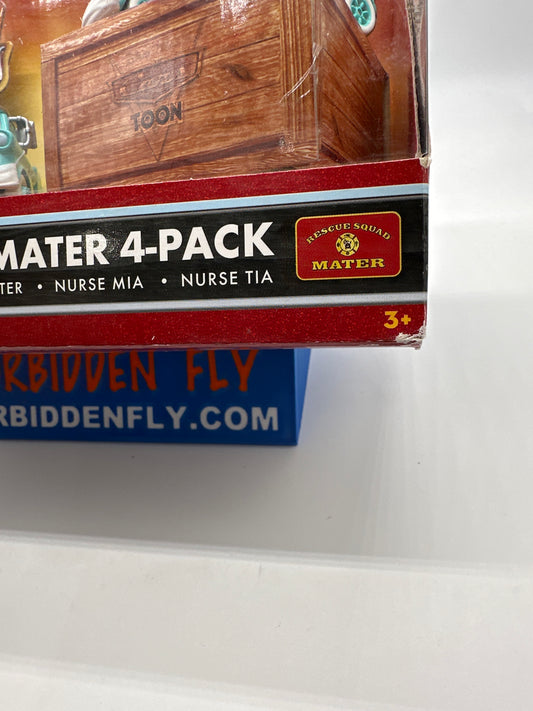 TOON
MATER 4-PACK
TER • NURSE MIA • NURSE TIA
RESCUE SQUAD
MATER
3+
RBIDDEN FLY
RBIDDENFLY.COM